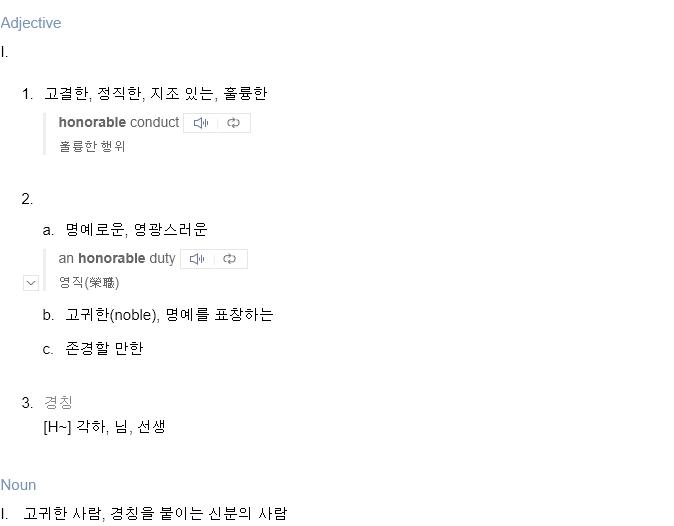 Adjective
I.
1. 고결한, 정직한, 지조 있는, 훌륭한
honorable conduct
훌륭한 행위
2.
a. 명예로운, 영광스러운
an honorable duty
영직(榮職)
b. 고귀한(noble), 명예를 표창하는
c. 존경할 만한
3. 경칭
[H~] 각하, 님, 선생
Noun
I. 고귀한 사람, 경칭을 붙이는 신분의 사람